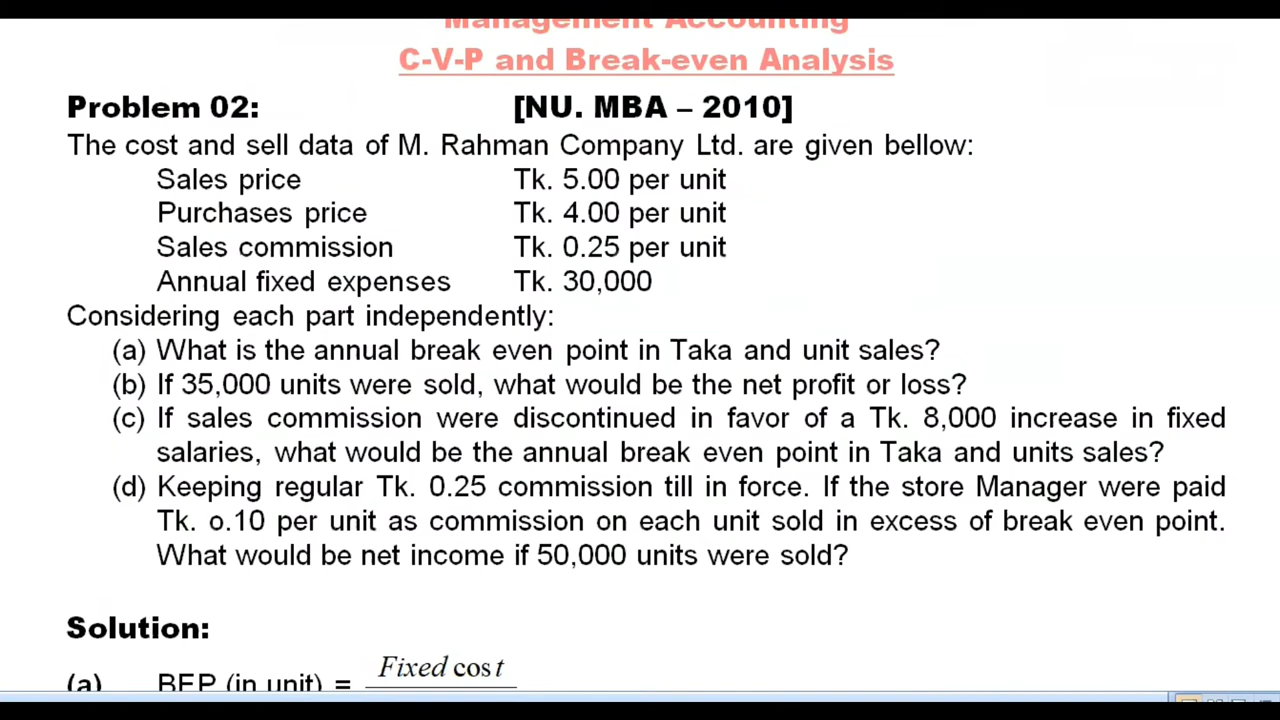 Management Accounting
C-V-P and Break-even Analysis
Problem 02: [NU. MBA – 2010]
The cost and sell data of M. Rahman Company Ltd. are given bellow:
Sales price Tk. 5.00 per unit
Purchases price Tk. 4.00 per unit
Sales commission Tk. 0.25 per unit
Annual fixed expenses Tk. 30,000
Considering each part independently:
(a) What is the annual break even point in Taka and unit sales?
(b) If 35,000 units were sold, what would be the net profit or loss?
(c) If sales commission were discontinued in favor of a Tk. 8,000 increase in fixed
salaries, what would be the annual break even point in Taka and units sales?
(d) Keeping regular Tk. 0.25 commission till in force. If the store Manager were paid
Tk. o.10 per unit as commission on each unit sold in excess of break even point.
What would be net income if 50,000 units were sold?
Solution:
(a) BEP (in unit) = Fixed cost